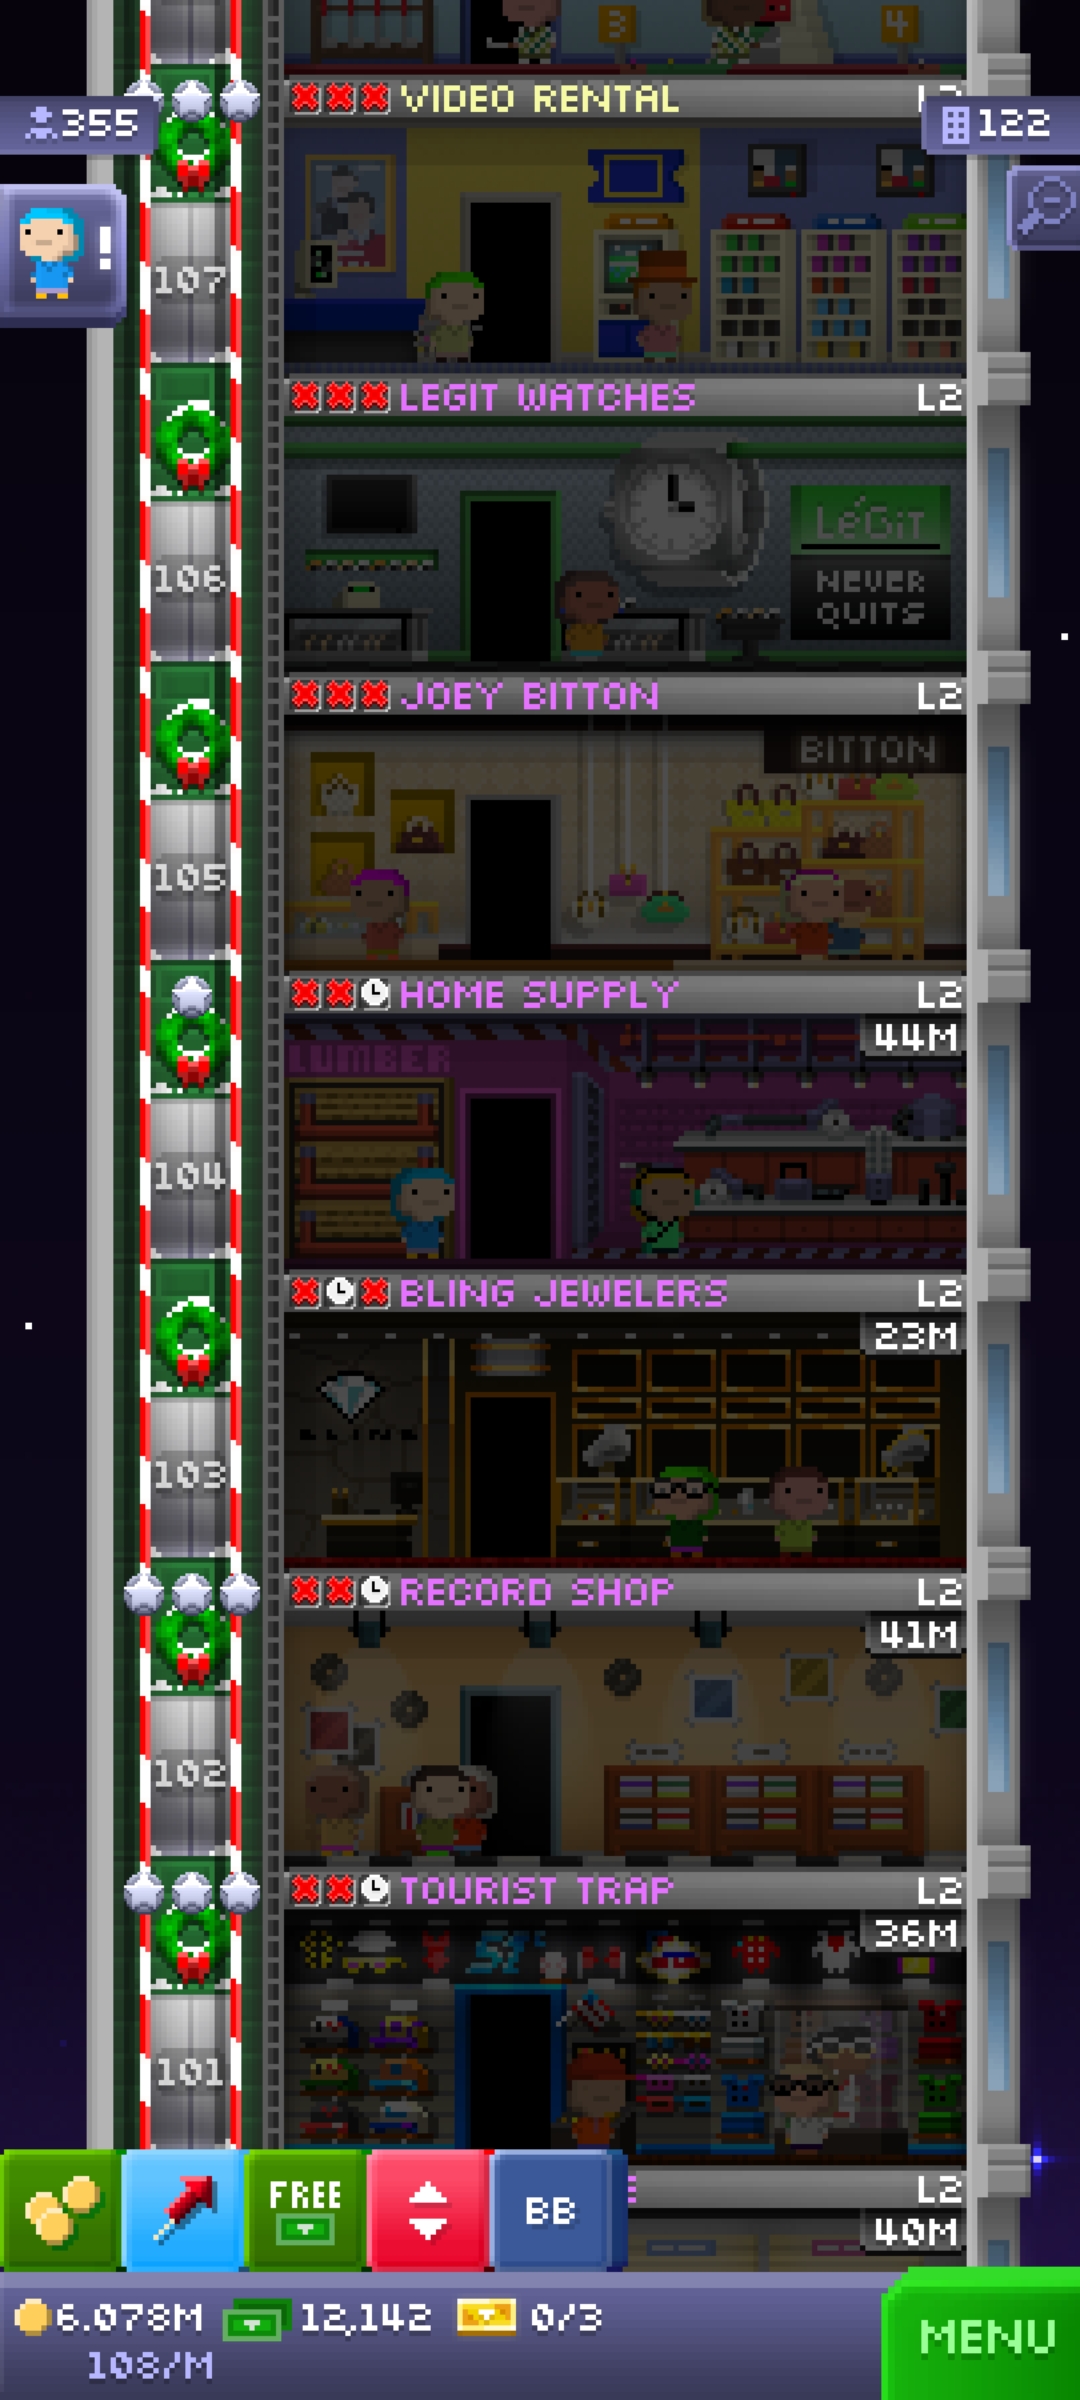 3
4
VIDEO RENTAL
355
122
!
107
LEGIT WATCHES L2
LéGiT
NEVER
QUITS
106
JOEY BITTON L2
BITTON
105
HOME SUPPLY L2
44M
LUMBER
104
BLING JEWELERS L2
23M
BLING
103
RECORD SHOP L2
41M
102
TOURIST TRAP L2
36M
101
L2
40M
FREE
BB
6.078M 12,142 0/3
108/M
MENU